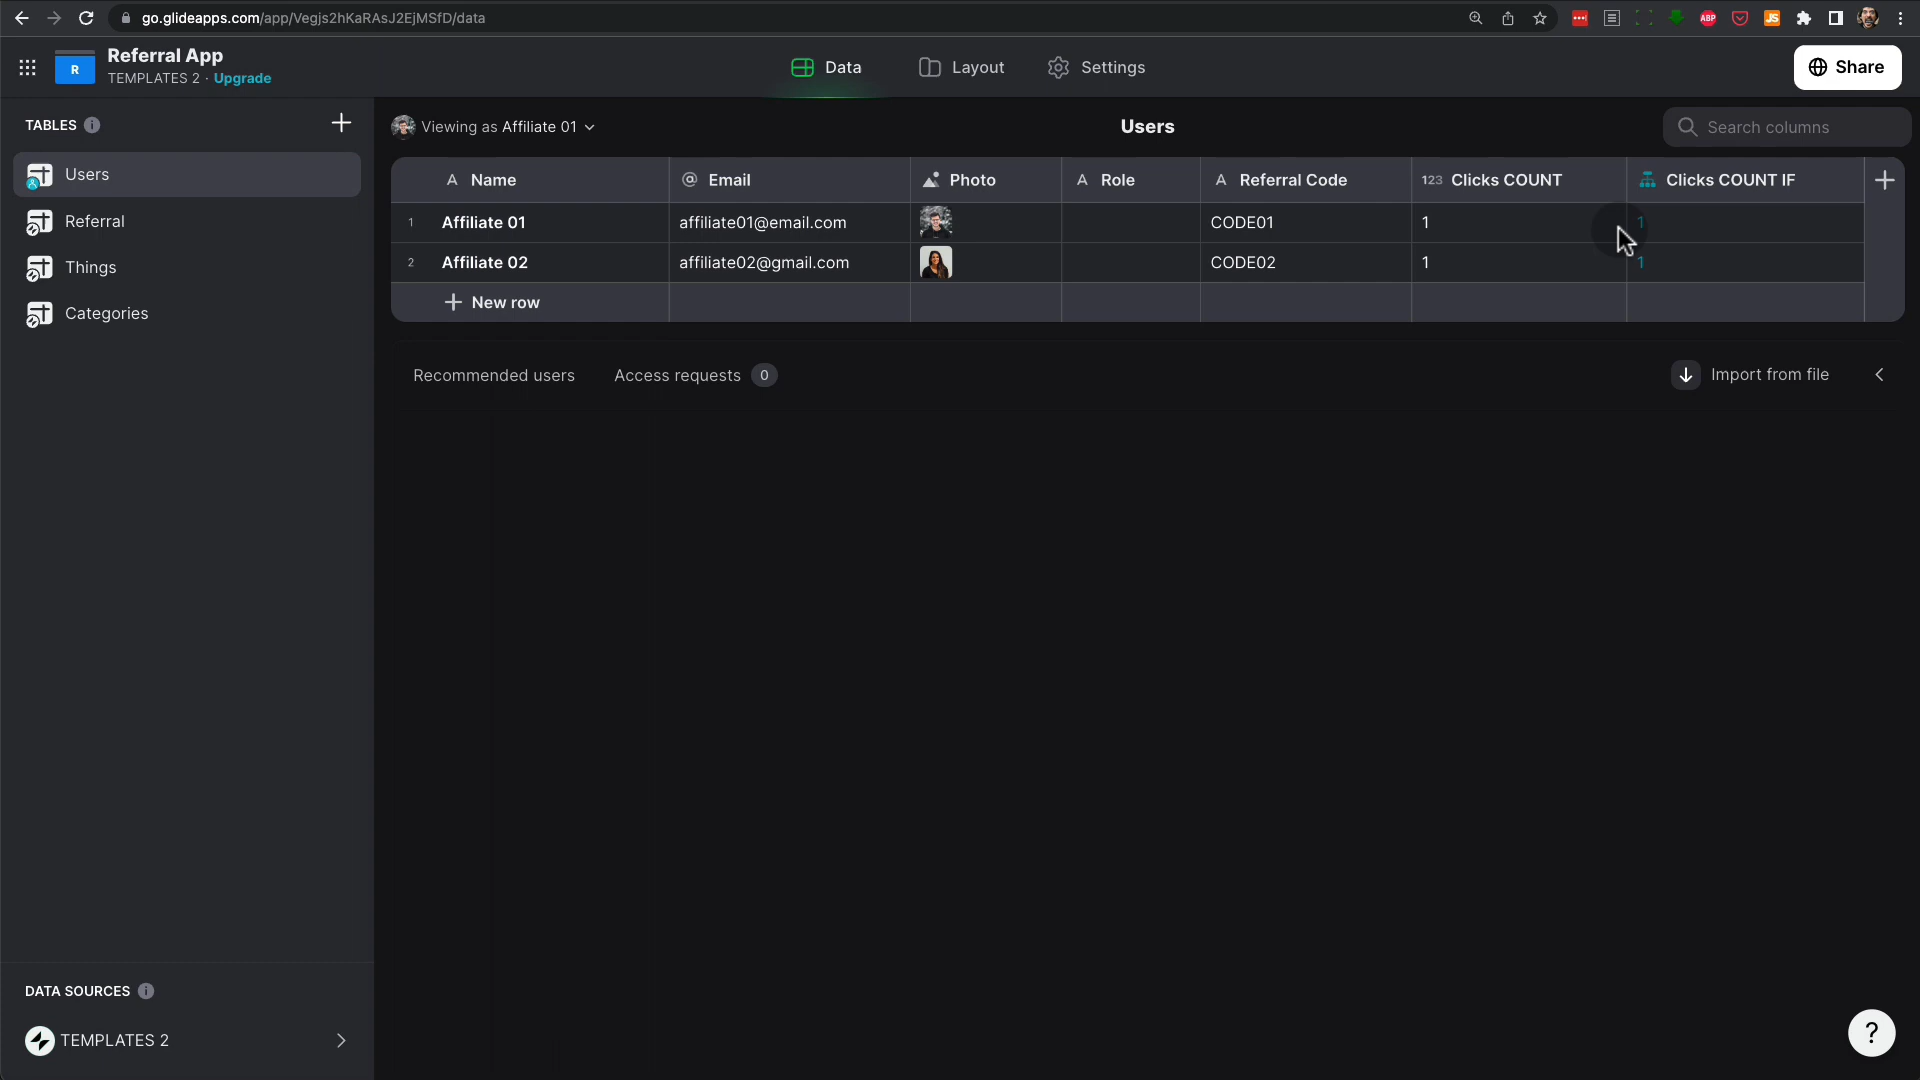 go.glideapps.com/app/Vegjs2hKaRAsJ2EjMSfD/data
ABP
JS
R
Referral App
TEMPLATES 2 · Upgrade
Data
Layout
Settings
Share
TABLES i
Users
Referral
Things
Categories
Viewing as Affiliate 01
Users
Search columns
A Name
@ Email
Photo
A Role
A Referral Code
123 Clicks COUNT
Clicks COUNT IF
1 Affiliate 01 affiliate01@email.com CODE01 1 1
2 Affiliate 02 affiliate02@gmail.com CODE02 1 1
New row
Recommended users
Access requests 0
Import from file
DATA SOURCES i
TEMPLATES 2
?